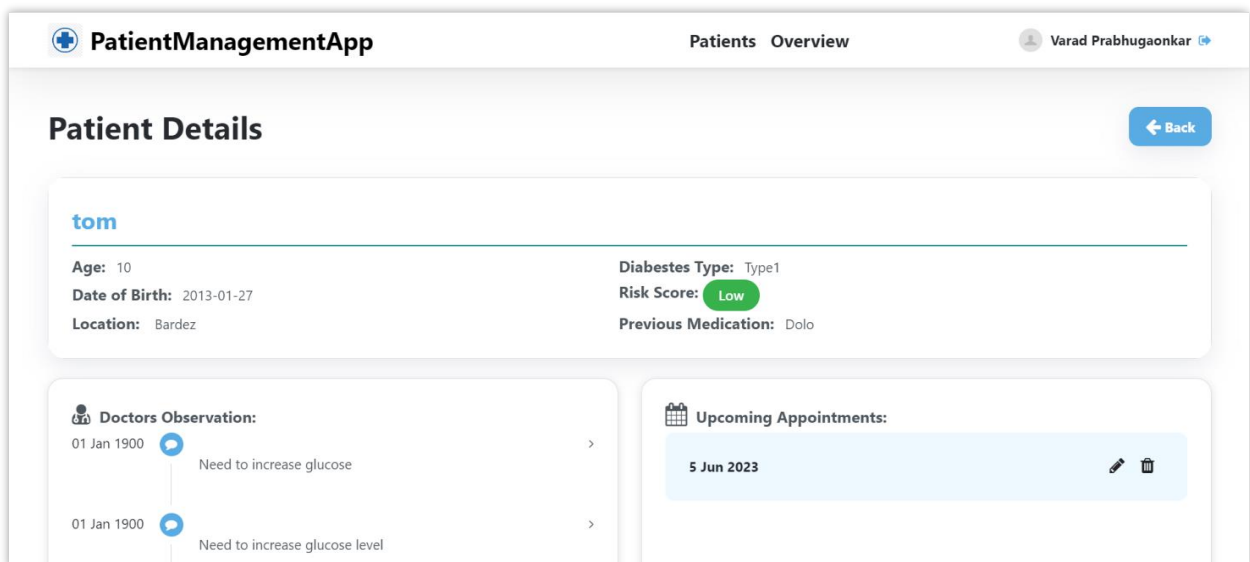 PatientManagementApp
Patients Overview
Varad Prabhugaonkar
Patient Details
Back
tom
Age: 10
Date of Birth: 2013-01-27
Location: Bardez
Diabestes Type: Type1
Risk Score: Low
Previous Medication: Dolo
Doctors Observation:
01 Jan 1900
Need to increase glucose
01 Jan 1900
Need to increase glucose level
Upcoming Appointments:
5 Jun 2023